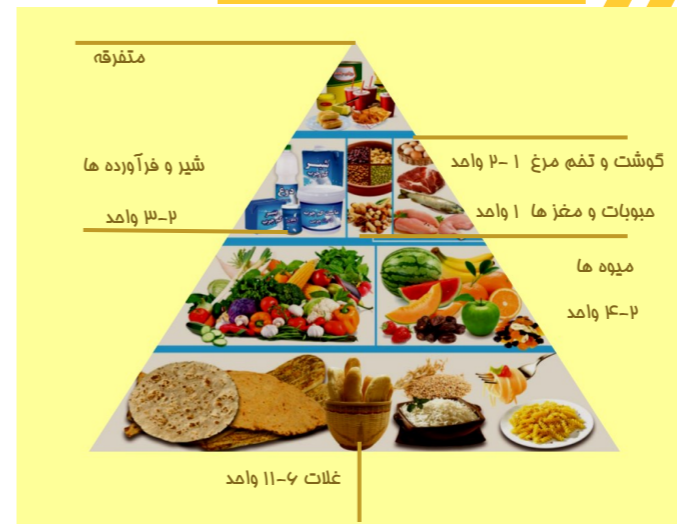 متفرقه
شیر و فرآورده ها
۲-۳ واحد
گوشت و تخم مرغ ۱-۲ واحد
حبوبات و مغز ها ۱ واحد
میوه ها
۲-۴ واحد
غلات ۶-۱۱ واحد
شیر